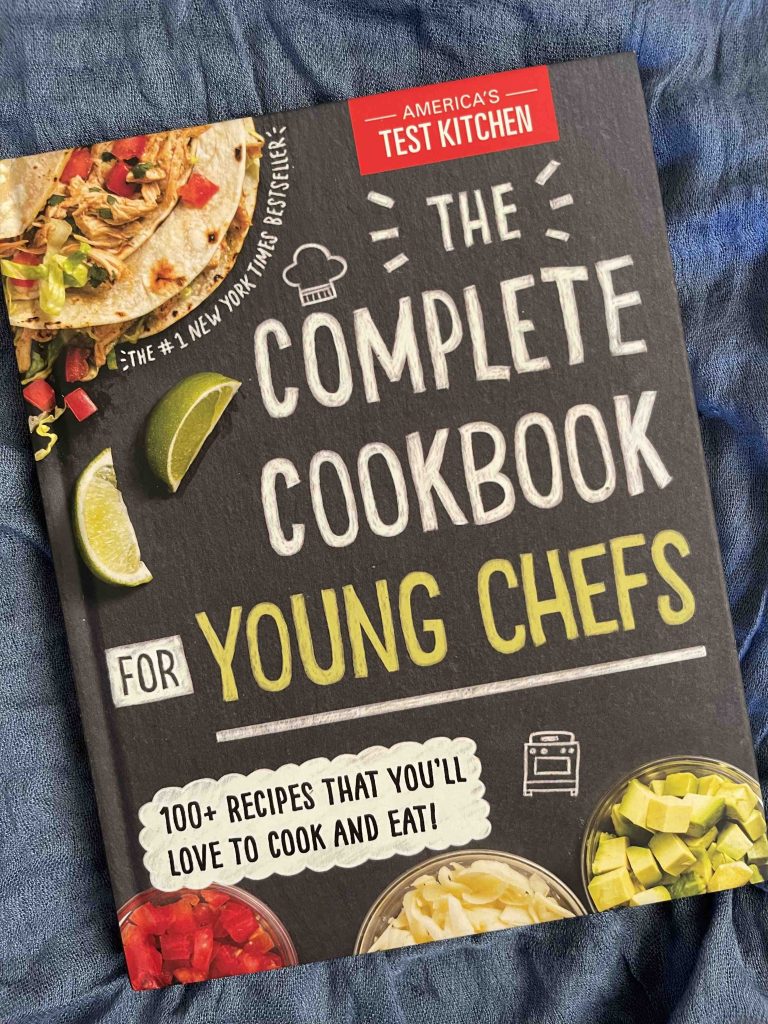 AMERICA'S
TEST KITCHEN
THE #1 NEW YORK TIMES BESTSELLER
THE
COMPLETE
COOKBOOK
FOR YOUNG CHEFS
100+ RECIPES THAT YOU'LL
LOVE TO COOK AND EAT!